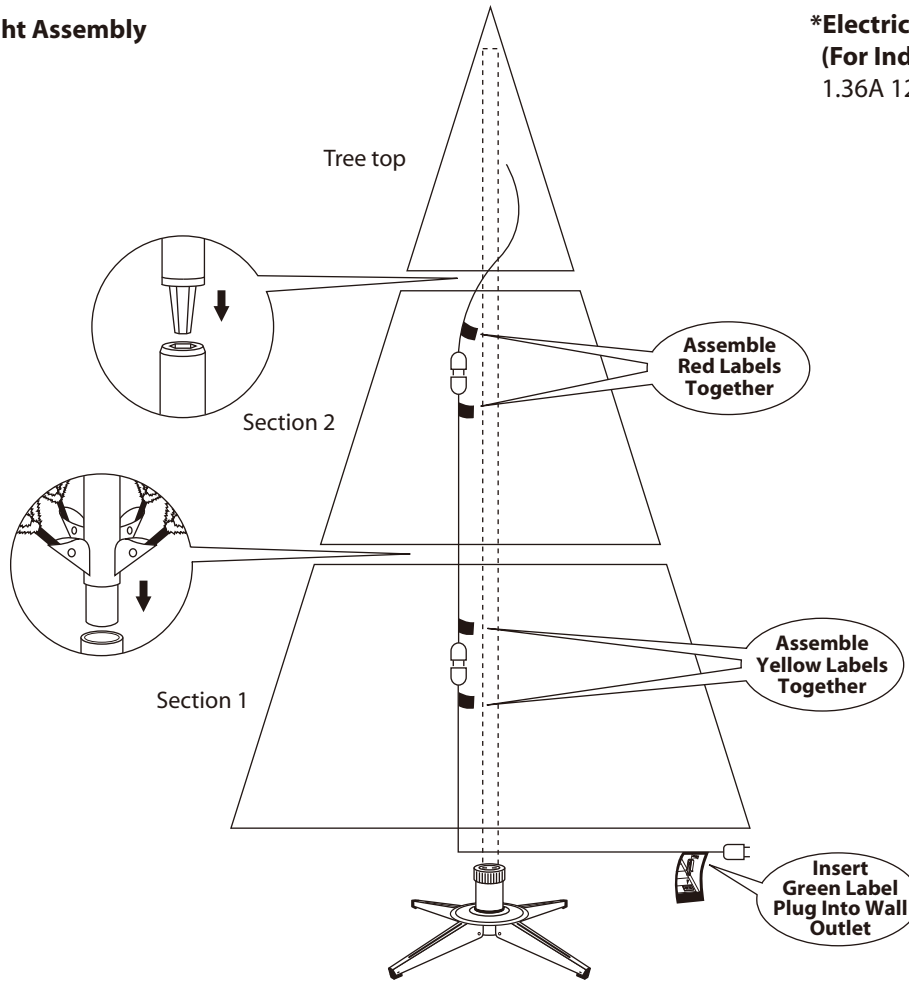 ht Assembly
*Electric
(For Ind
1.36A 12
Tree top
Assemble
Red Labels
Together
Section 2
Assemble
Yellow Labels
Together
Section 1
Insert
Green Label
Plug Into Wall
Outlet